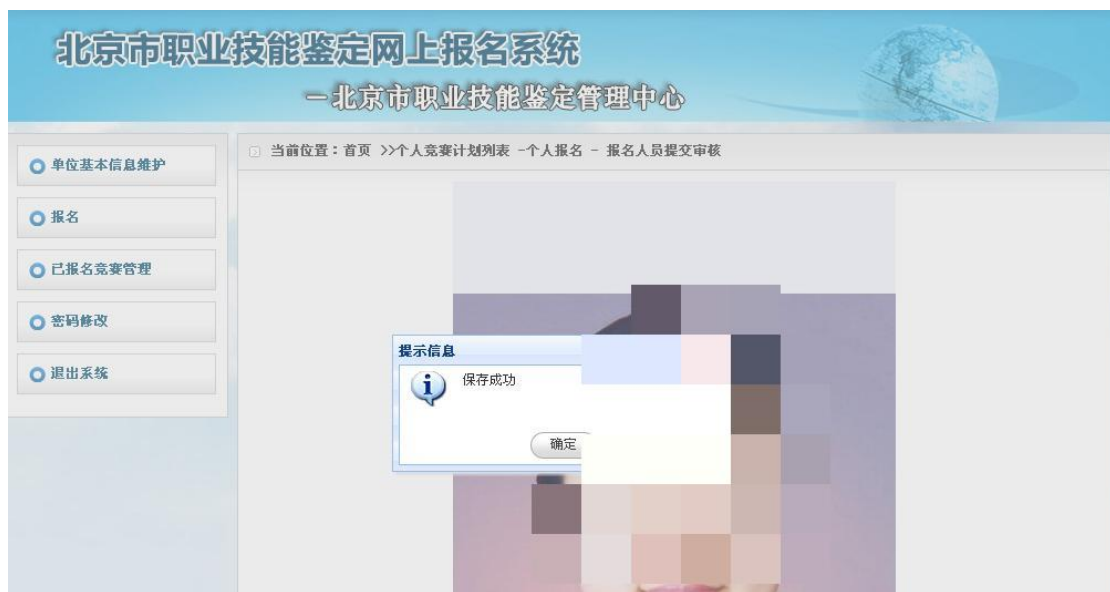 北京市职业技能鉴定网上报名系统
—北京市职业技能鉴定管理中心
当前位置：首页 >>个人竞赛计划列表 -个人报名 - 报名人员提交审核
单位基本信息维护
报名
已报名竞赛管理
密码修改
退出系统
提示信息
保存成功
确定